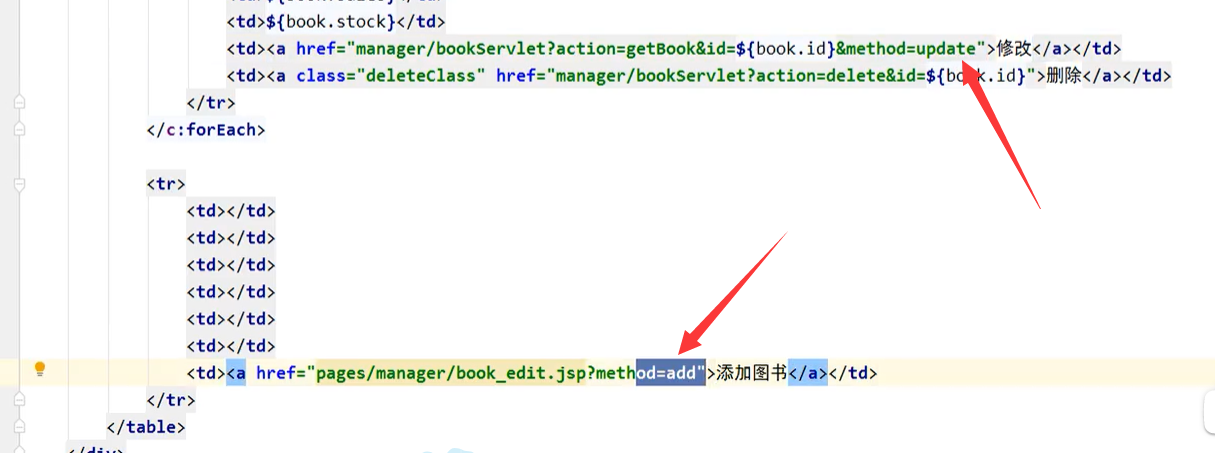 <td>${book.stock}</td>
<td><a href="manager/bookServlet?action=getBook&id=${book.id}&method=update">修改</a></td>
<td><a class="deleteClass" href="manager/bookServlet?action=delete&id=${book.id}">删除</a></td>
</tr>
</c:forEach>
<tr>
<td></td>
<td></td>
<td></td>
<td></td>
<td></td>
<td></td>
<td><a href="pages/manager/book_edit.jsp?method=add">添加图书</a></td>
</tr>
</table>
</div>